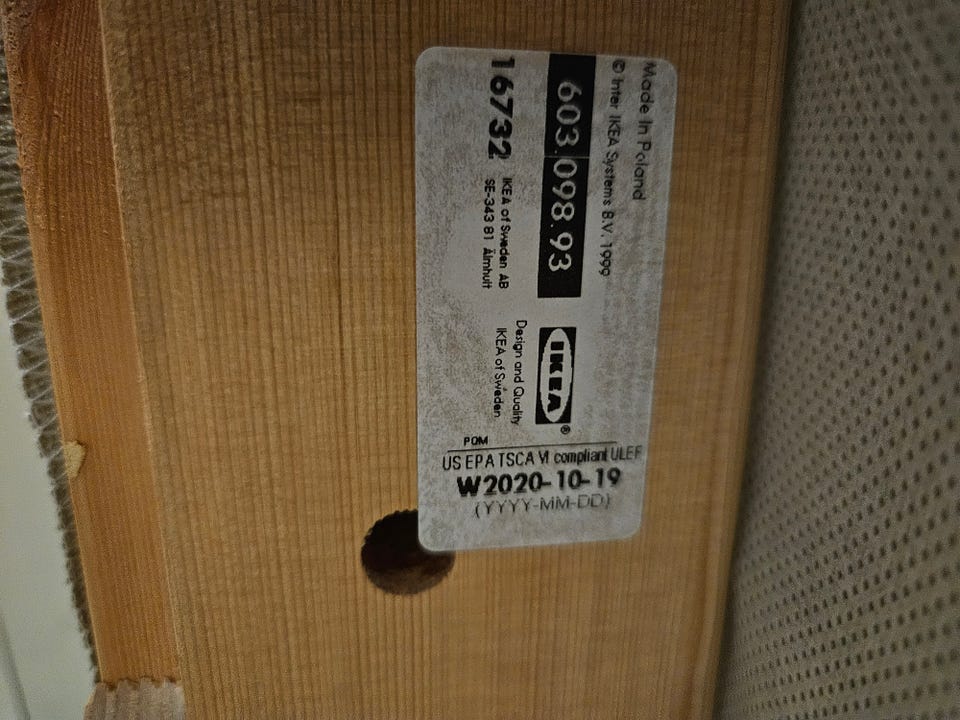 Made in Poland
© Inter IKEA Systems B.V. 1999
603.098.93
16732
IKEA of Sweden AB
SE-343 81 Älmhult
IKEA®
Design and Quality
IKEA of Sweden
POM
US EPA TSCA VI compliant ULEF
W2020-10-19
(YYYY-MM-DD)